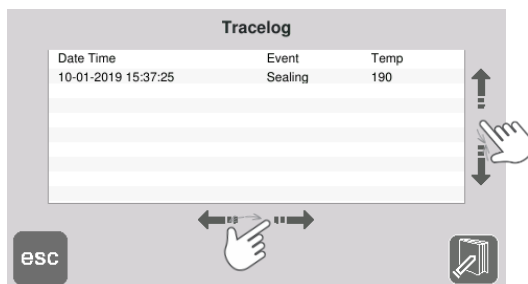 Tracelog
Date Time Event Temp
10-01-2019 15:37:25 Sealing 190
esc